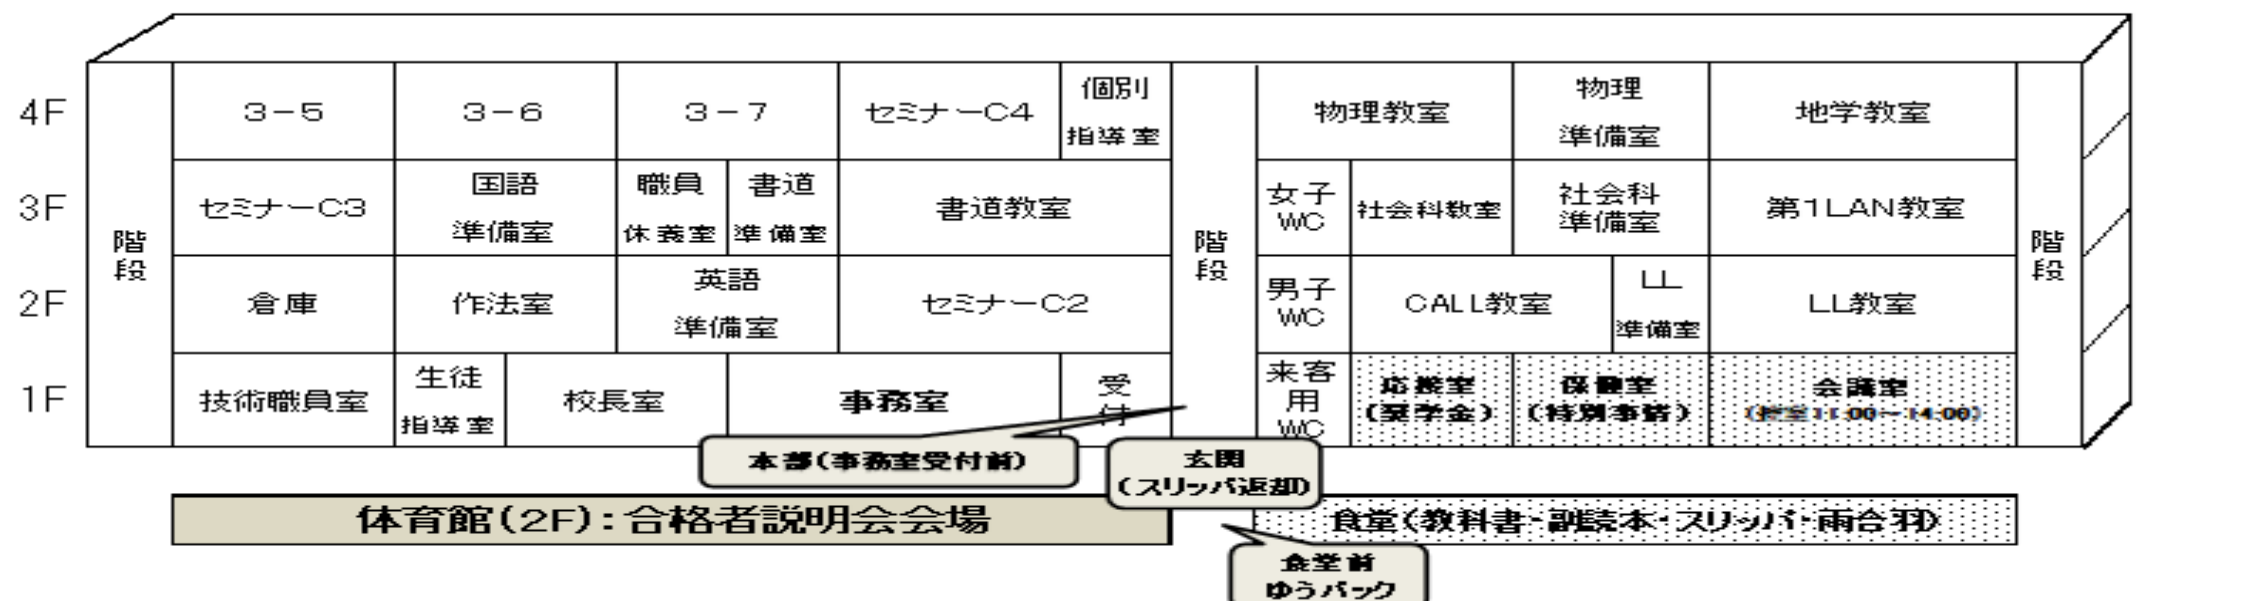 4F
3-5
3-6
3-7
セミナーC4
個別
指導室
物理教室
物理
準備室
地学教室
3F
セミナーC3
国語
準備室
職員
休養室
書道
準備室
書道教室
女子
WC
社会科教室
社会科
準備室
第1LAN教室
階
段
階
段
階
段
2F
倉庫
作法室
英語
準備室
セミナーC2
男子
WC
CALL教室
LL
準備室
LL教室
1F
技術職員室
生徒
指導室
校長室
事務室
受
付
来客
用
WC
応接室
(奨学金)
保健室
(特別事情)
会議室
11:00~14:00)
本部(事務室受付前)
玄関
(スリッパ返却)
体育館(2F):合格者説明会会場
食堂(教科書・副読本・スリッパ・雨合羽)
食堂前
ゆうパック